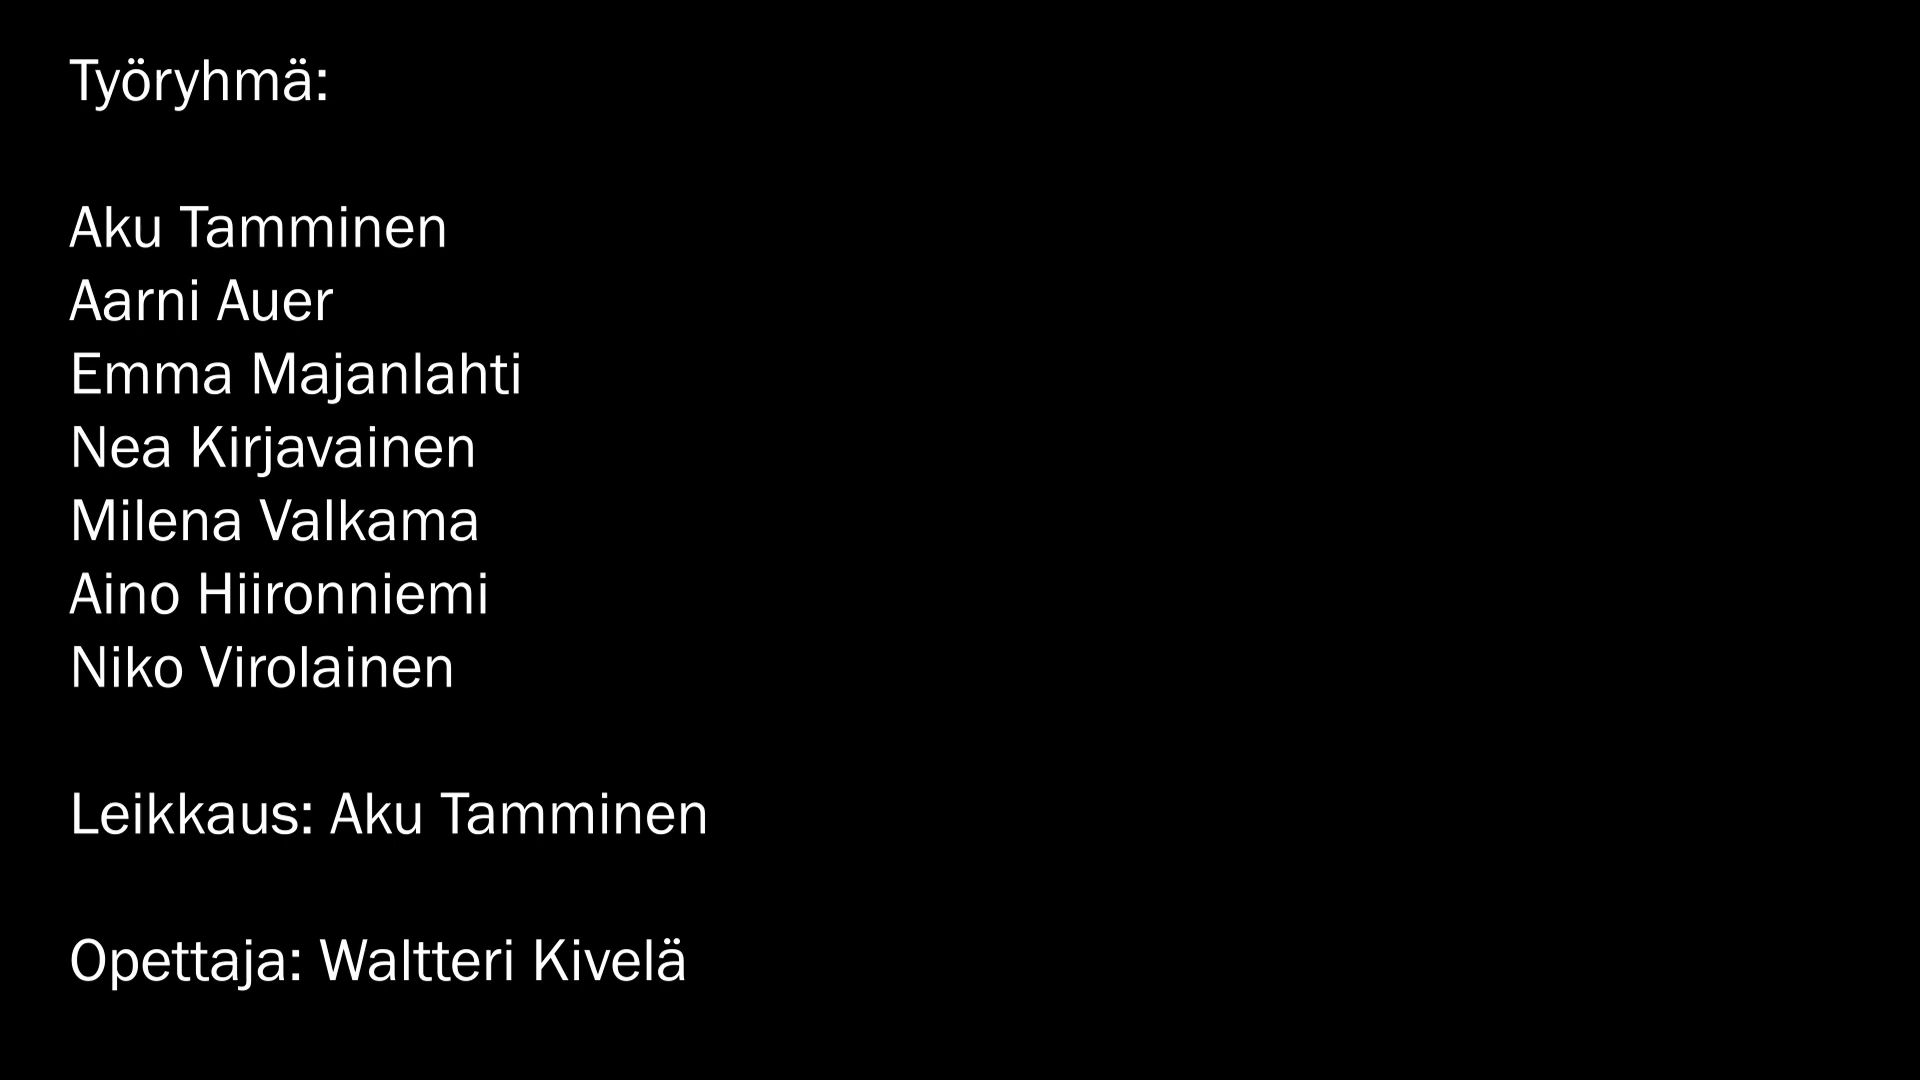 Työryhmä:
Aku Tamminen
Aarni Auer
Emma Majanlahti
Nea Kirjavainen
Milena Valkama
Aino Hiironniemi
Niko Virolainen
Leikkaus: Aku Tamminen
Opettaja: Waltteri Kivelä